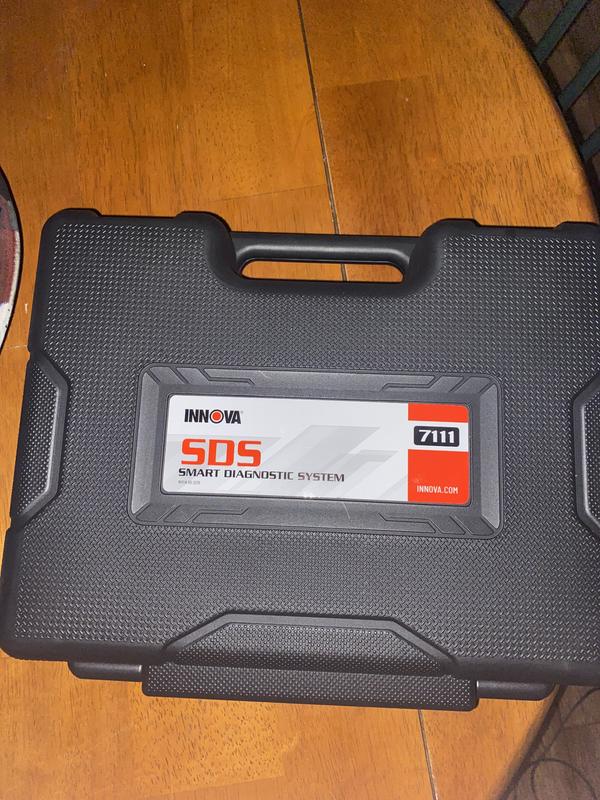 INNOVA
SDS
SMART DIAGNOSTIC SYSTEM
7111
INNOVA.COM